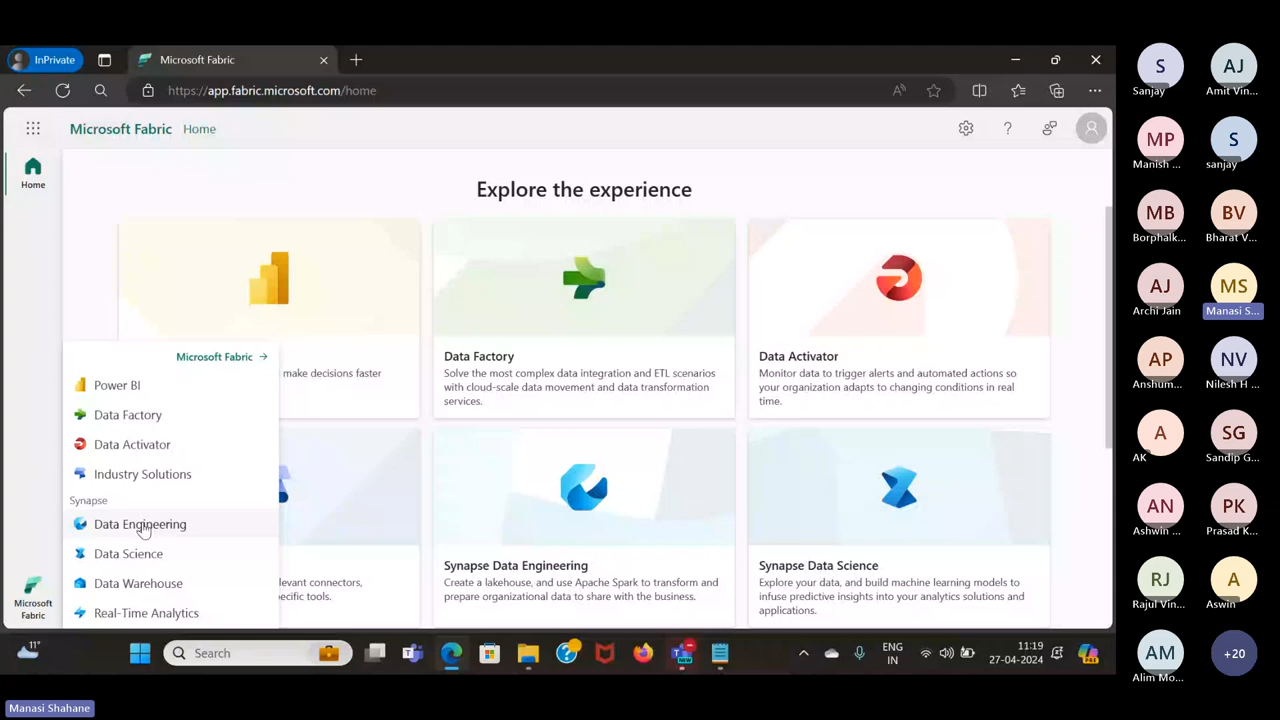 InPrivate
Microsoft Fabric
https://app.fabric.microsoft.com/home
Microsoft Fabric Home
Home
Explore the experience
make decisions faster
Data Factory
Solve the most complex data integration and ETL scenarios
with cloud-scale data movement and data transformation
services.
Data Activator
Monitor data to trigger alerts and automated actions so
your organization adapts to changing conditions in real
time.
Microsoft Fabric
Power BI
Data Factory
Data Activator
Industry Solutions
Synapse
Data Engineering
Data Science
Data Warehouse
Real-Time Analytics
Microsoft
Fabric
levant connectors,
ecific tools.
Synapse Data Engineering
Create a lakehouse, and use Apache Spark to transform and
prepare organizational data to share with the business.
Synapse Data Science
Explore your data, and build machine learning models to
infuse predictive insights into your analytics solutions and
applications.
11°
Search
NEW
ENG
IN
11:19
27-04-2024
PRE
S
Sanjay
AJ
Amit Vin...
MP
Manish ...
S
sanjay
MB
Borphalk...
BV
Bharat V...
AJ
Archi Jain
MS
Manasi S...
AP
Anshum...
NV
Nilesh H ...
A
AK
SG
Sandip G...
AN
Ashwin ...
PK
Prasad K...
RJ
Rajul Vin...
A
Aswin
AM
Alim Mo...
+20
Manasi Shahane